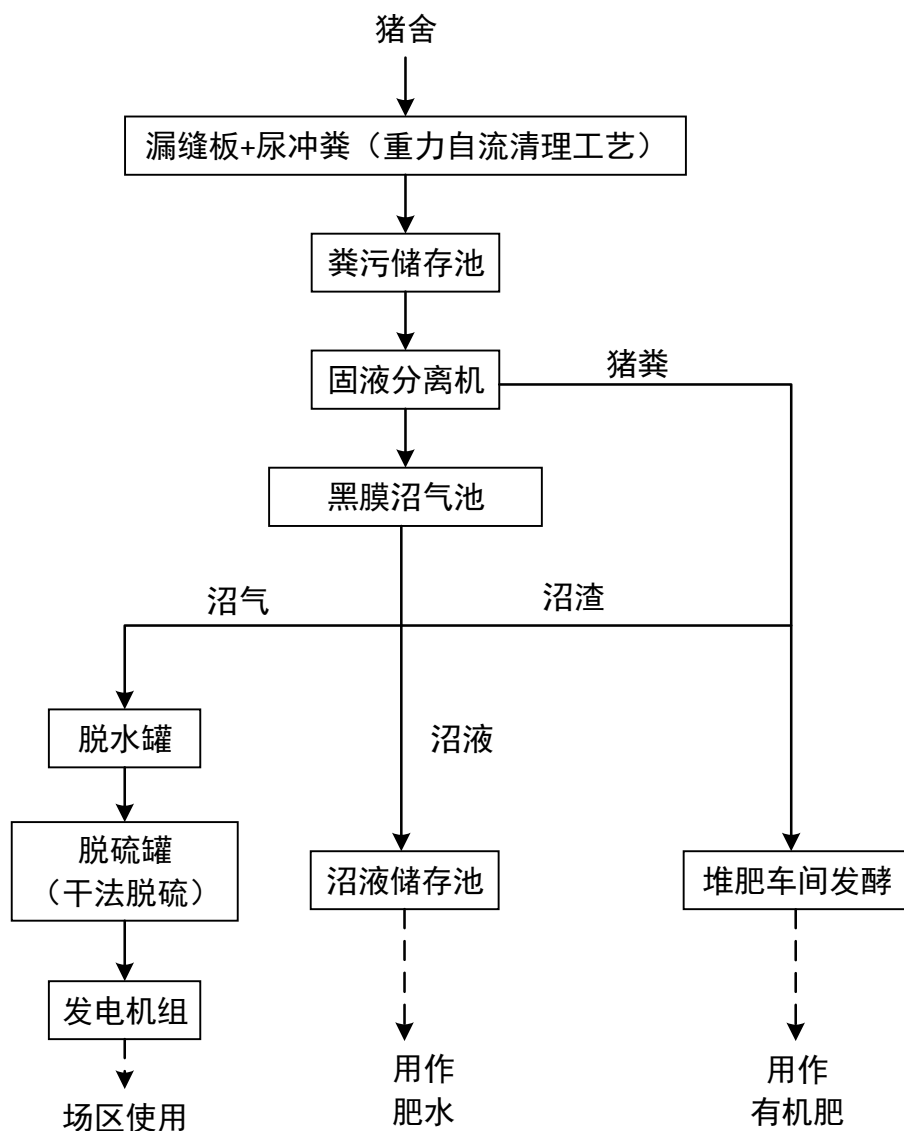 猪舍
漏缝板+尿冲粪（重力自流清理工艺）
粪污储存池
固液分离机
猪粪
黑膜沼气池
沼气
沼渣
脱水罐
沼液
脱硫罐
（干法脱硫）
沼液储存池
堆肥车间发酵
发电机组
场区使用
用作
肥水
用作
有机肥